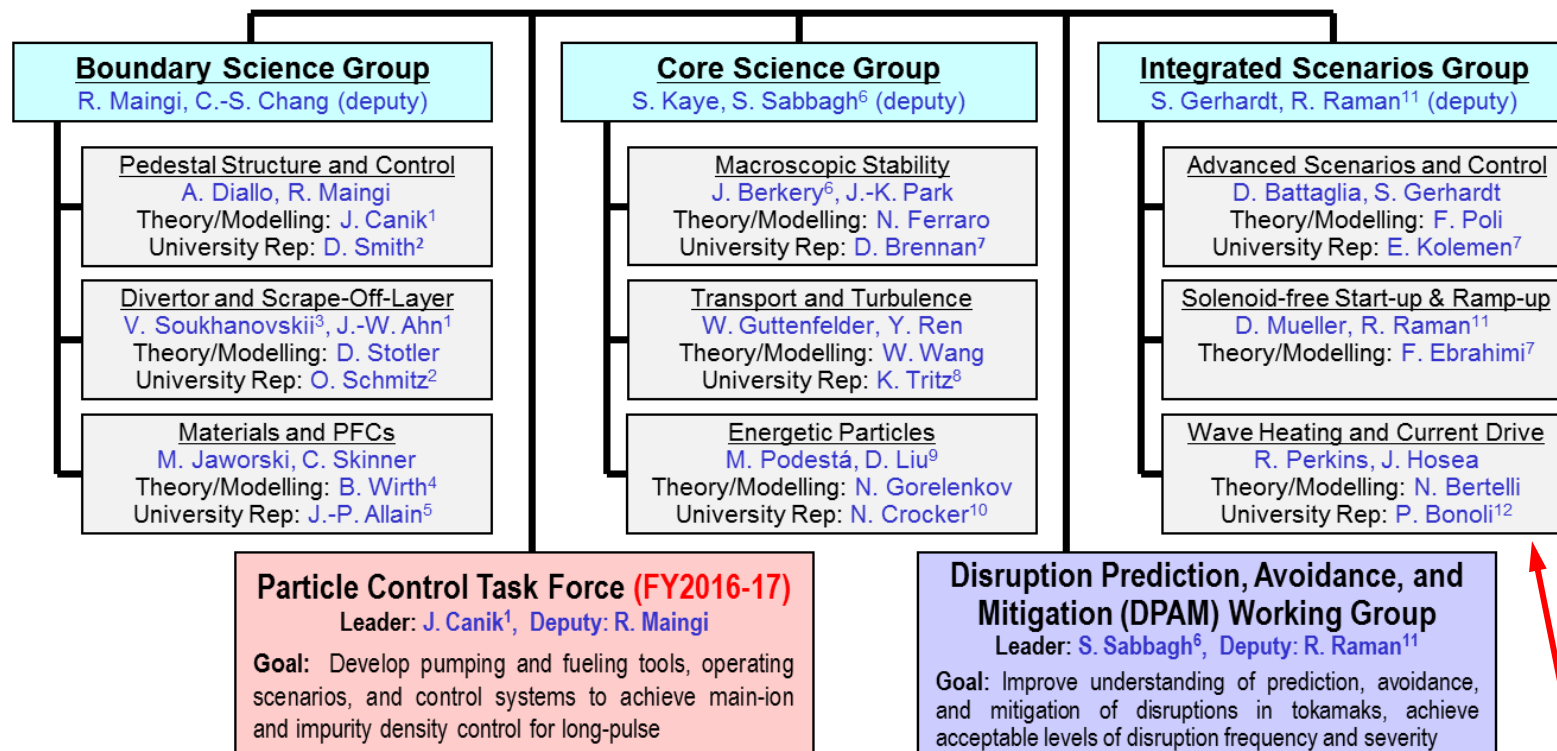 Boundary Science Group
R. Maingi, C.-S. Chang (deputy)
Pedestal Structure and Control
A. Diallo, R. Maingi
Theory/Modelling: J. Canik¹
University Rep: D. Smith²
Divertor and Scrape-Off-Layer
V. Soukhanovskii³, J.-W. Ahn¹
Theory/Modelling: D. Stotler
University Rep: O. Schmitz²
Materials and PFCs
M. Jaworski, C. Skinner
Theory/Modelling: B. Wirth⁴
University Rep: J.-P. Allain⁵
Core Science Group
S. Kaye, S. Sabbagh⁶ (deputy)
Macroscopic Stability
J. Berkery⁶, J.-K. Park
Theory/Modelling: N. Ferraro
University Rep: D. Brennan⁷
Transport and Turbulence
W. Guttenfelder, Y. Ren
Theory/Modelling: W. Wang
University Rep: K. Tritz⁸
Energetic Particles
M. Podestá, D. Liu⁹
Theory/Modelling: N. Gorelenkov
University Rep: N. Crocker¹⁰
Integrated Scenarios Group
S. Gerhardt, R. Raman¹¹ (deputy)
Advanced Scenarios and Control
D. Battaglia, S. Gerhardt
Theory/Modelling: F. Poli
University Rep: E. Kolemen⁷
Solenoid-free Start-up & Ramp-up
D. Mueller, R. Raman¹¹
Theory/Modelling: F. Ebrahimi⁷
Wave Heating and Current Drive
R. Perkins, J. Hosea
Theory/Modelling: N. Bertelli
University Rep: P. Bonoli¹²
Particle Control Task Force (FY2016-17)
Leader: J. Canik¹, Deputy: R. Maingi
Goal: Develop pumping and fueling tools, operating
scenarios, and control systems to achieve main-ion
and impurity density control for long-pulse
Disruption Prediction, Avoidance, and
Mitigation (DPAM) Working Group
Leader: S. Sabbagh⁶, Deputy: R. Raman¹¹
Goal: Improve understanding of prediction, avoidance,
and mitigation of disruptions in tokamaks, achieve
acceptable levels of disruption frequency and severity